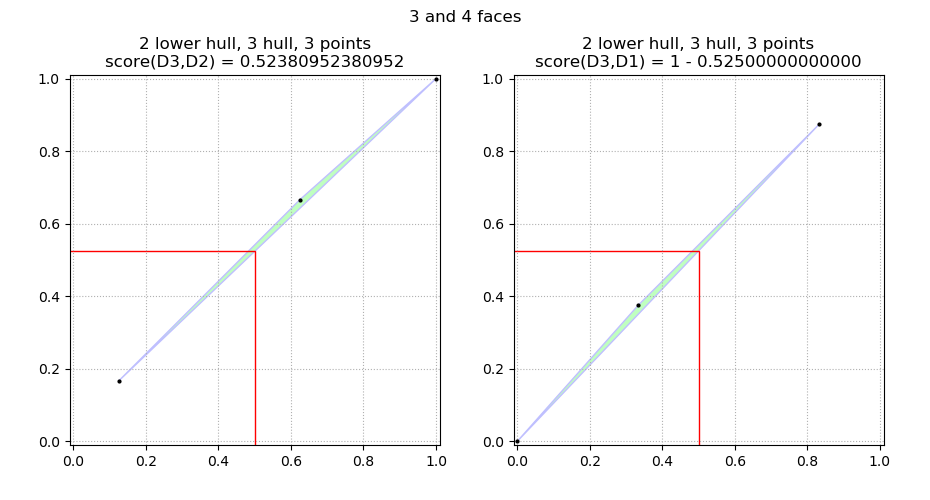 3 and 4 faces
2 lower hull, 3 hull, 3 points
score(D3,D2) = 0.52380952380952
1.0
0.8
0.6
0.4
0.2
0.0
0.0 0.2 0.4 0.6 0.8 1.0
2 lower hull, 3 hull, 3 points
score(D3,D1) = 1 - 0.52500000000000
1.0
0.8
0.6
0.4
0.2
0.0
0.0 0.2 0.4 0.6 0.8 1.0